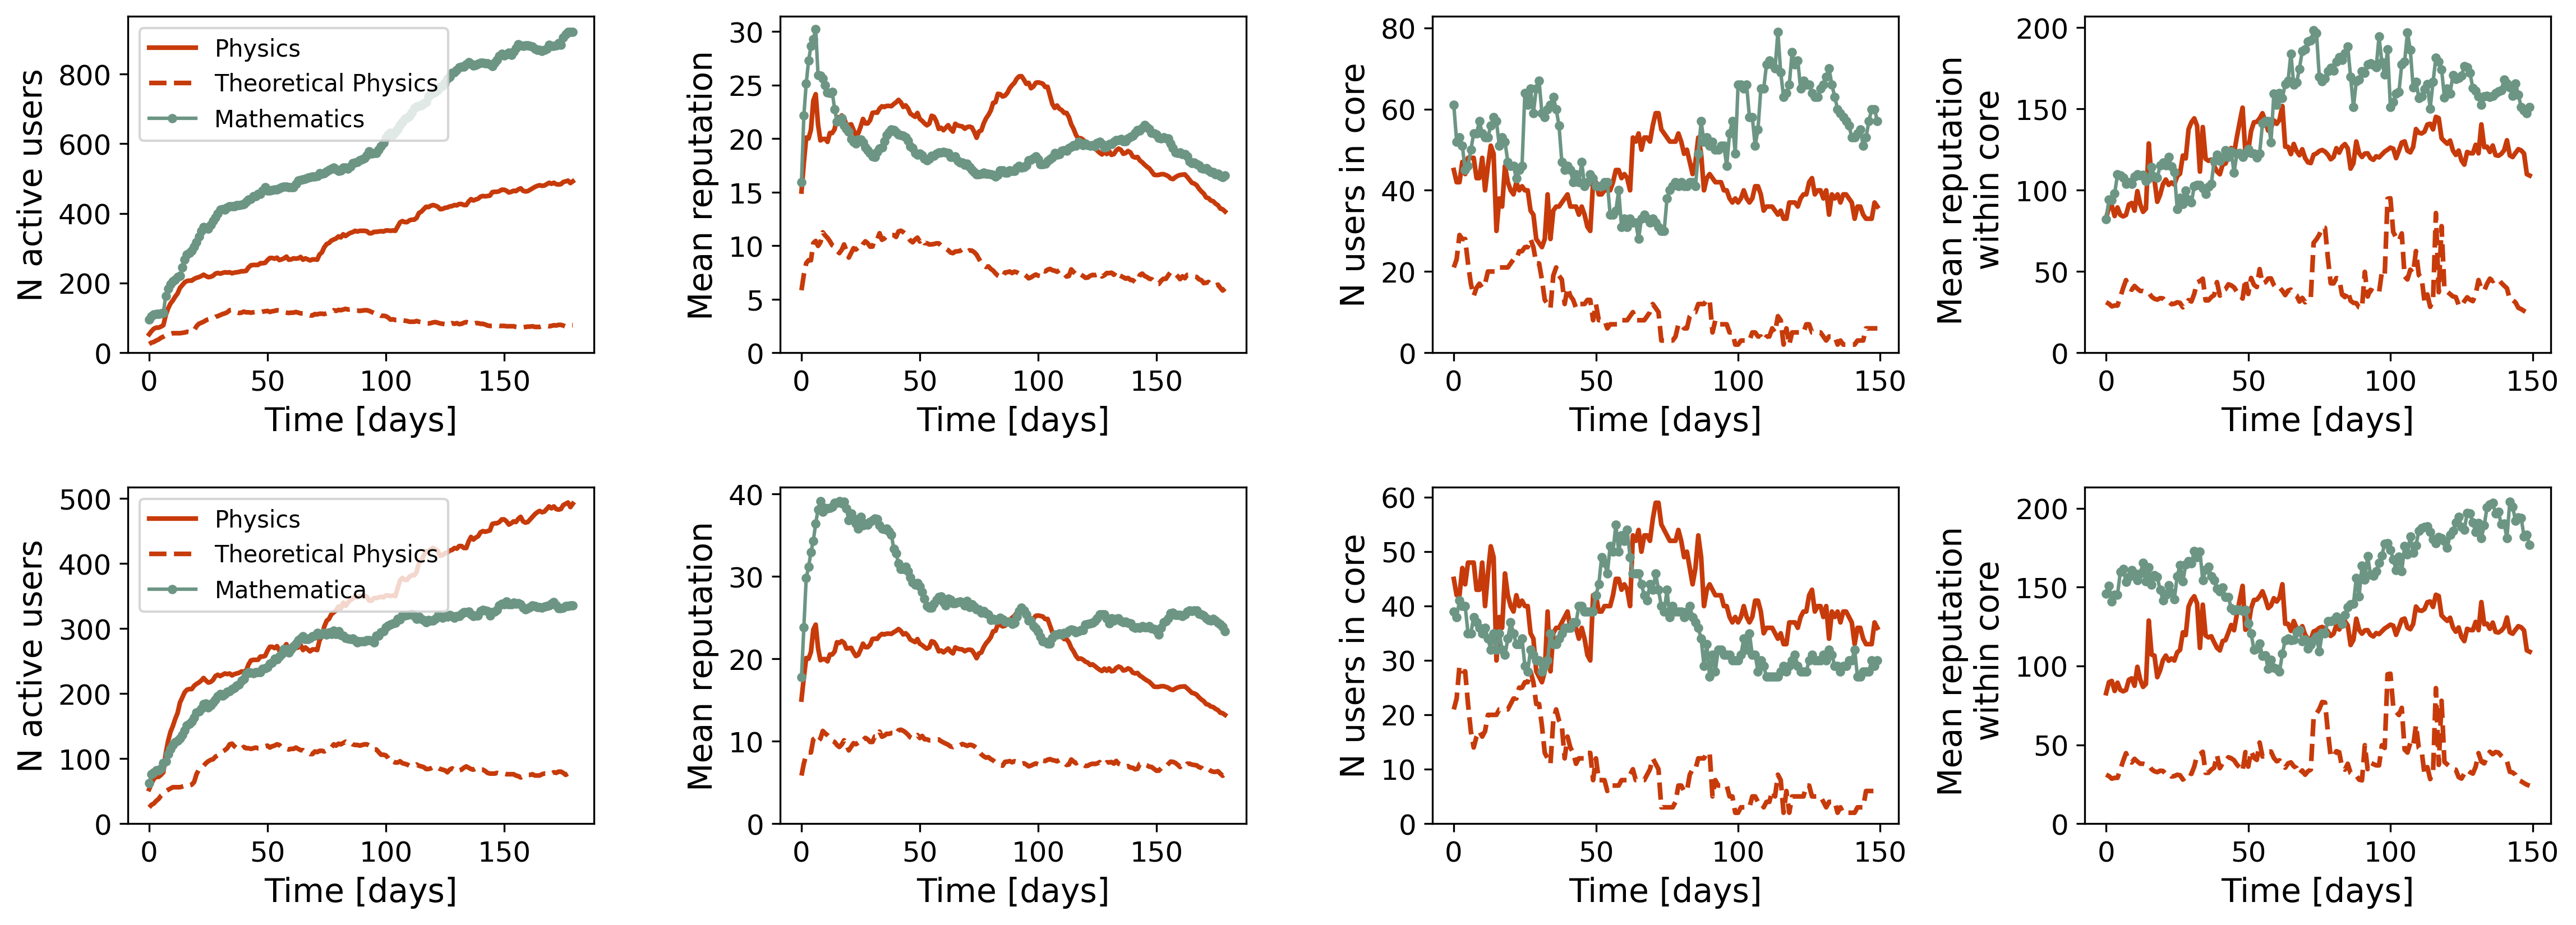 N active users
800
600
400
200
0
Physics
Theoretical Physics
Mathematics
0 50 100 150
Time [days]
Mean reputation
30
25
20
15
10
5
0
0 50 100 150
Time [days]
N users in core
80
60
40
20
0
0 50 100 150
Time [days]
Mean reputation
within core
200
150
100
50
0
0 50 100 150
Time [days]
N active users
500
400
300
200
100
0
Physics
Theoretical Physics
Mathematica
0 50 100 150
Time [days]
Mean reputation
40
30
20
10
0
0 50 100 150
Time [days]
N users in core
60
50
40
30
20
10
0
0 50 100 150
Time [days]
Mean reputation
within core
200
150
100
50
0
0 50 100 150
Time [days]